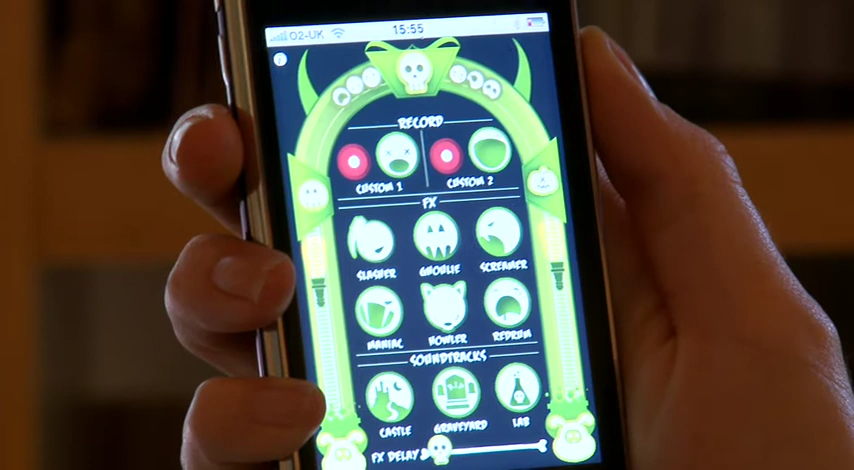 O2-UK 15:55
RECORD
CUSTOM 1 CUSTOM 2
FX
SLASHER GHOULIE SCREAMER
MANIAC HOWLER REDRUM
SOUNDTRACKS
R.I.P
CASTLE GRAVEYARD LAB
FX DELAY